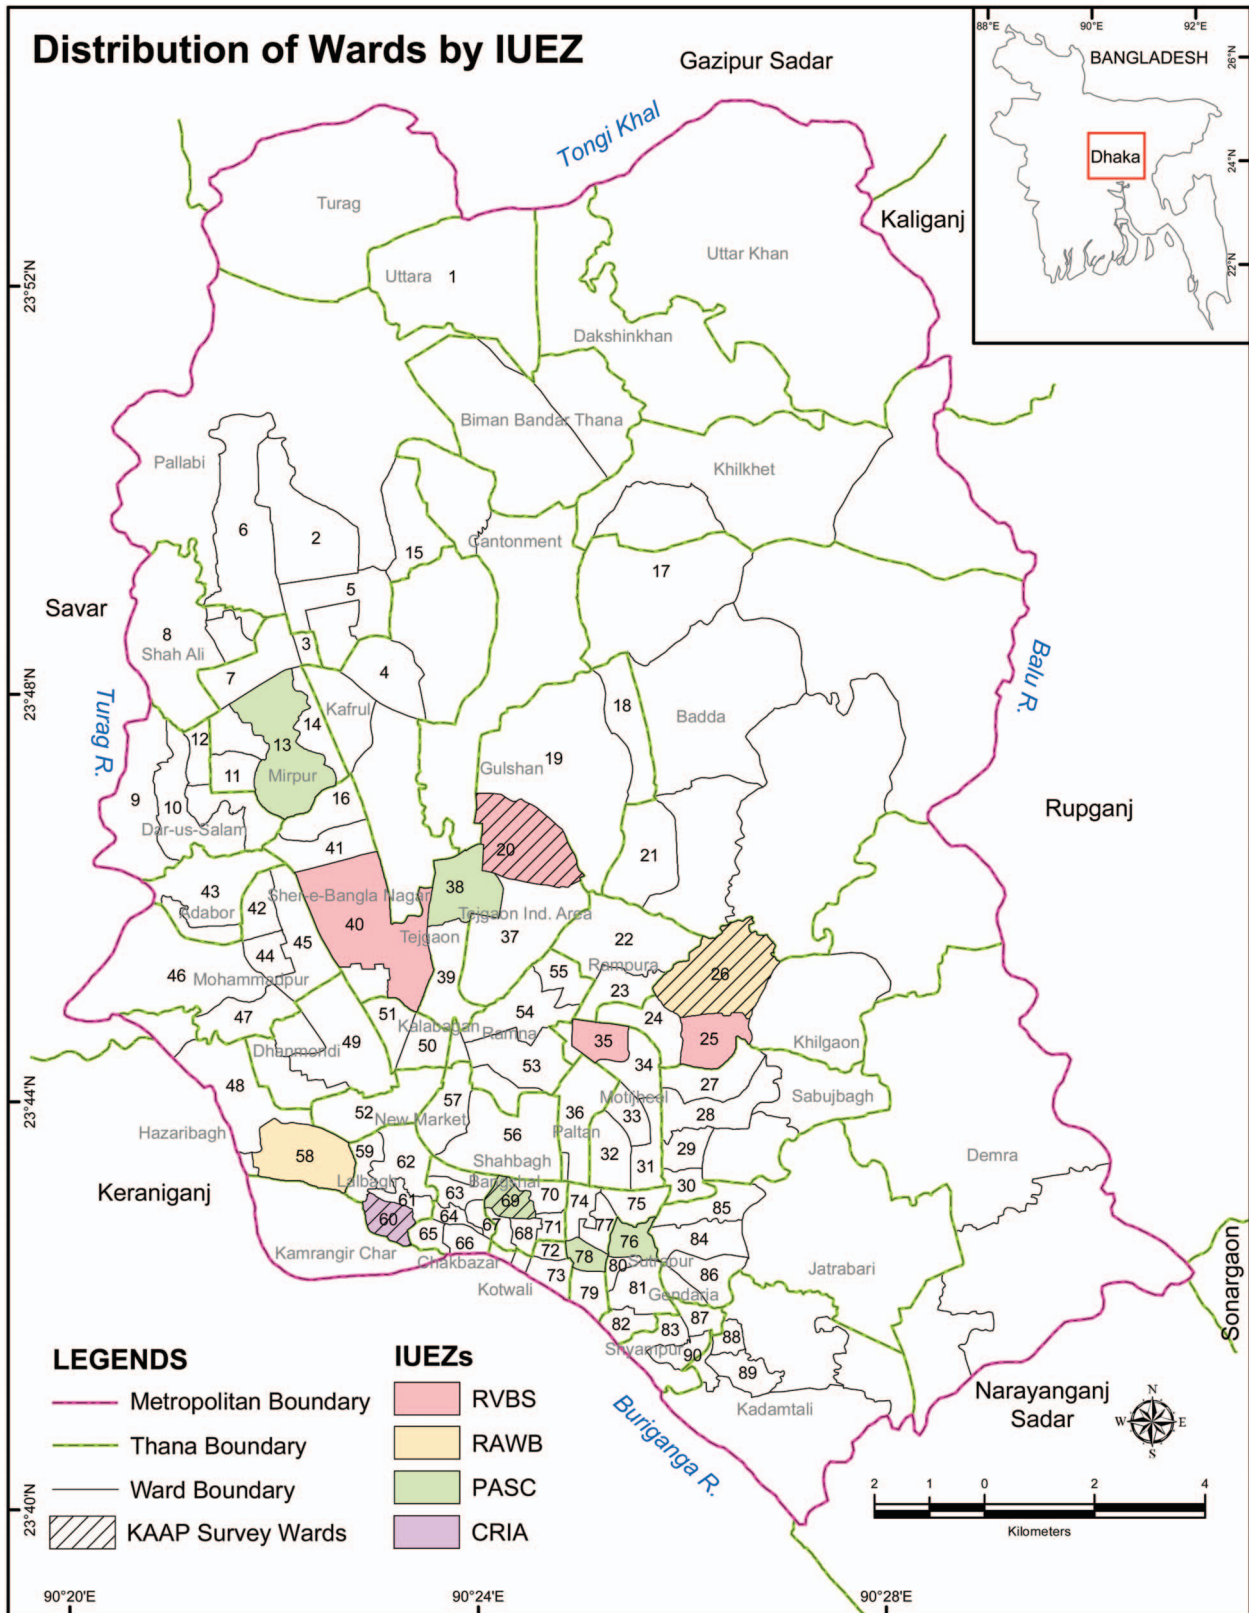 Distribution of Wards by IUEZ
Gazipur Sadar
Tongi Khal
88°E
90°E
92°E
BANGLADESH
26°N
24°N
22°N
Dhaka
Kaliganj
Turag
Uttara
1
Uttar Khan
23°52'N
Dakshinkhan
Biman Bandar Thana
Pallabi
Khilkhet
6
2
15
Cantonment
17
5
Savar
8
Shah Ali
3
4
7
Balu R.
23°48'N
Turag R.
Kafrul
14
18
Badda
12
13
19
Gulshan
11
Mirpur
9
10
16
Rupganj
Dar-us-Salam
41
20
21
43
Adabor
42
Sher-e-Bangla Nagar
38
Tejgaon Ind. Area
40
Tejgaon
37
22
45
44
Rampura
46
Mohammadpur
39
55
23
26
47
51
Kalabagan
54
Ramna
24
35
25
Khilgaon
Dhanmondi
49
50
53
34
48
27
Sabujbagh
23°44'N
57
Motijheel
52
New Market
36
33
28
Hazaribagh
56
Paltan
58
59
62
Shahbagh
32
29
31
Demra
Lalbagh
Bangshal
Keraniganj
61
63
69
70
74
75
30
85
60
64
67
71
77
65
66
68
76
84
Kamrangir Char
Chakbazar
72
78
80
Sutrapur
Kotwali
73
79
81
Gendaria
86
Jatrabari
82
83
87
88
Shyampur
90
89
Kadamtali
Sonargaon
Narayanganj
Sadar
Buriganga R.
N
W
E
S
LEGENDS
Metropolitan Boundary
Thana Boundary
Ward Boundary
KAAP Survey Wards
IUEZs
RVBS
RAWB
PASC
CRIA
2 1 0 2 4
Kilometers
23°40'N
90°20'E
90°24'E
90°28'E